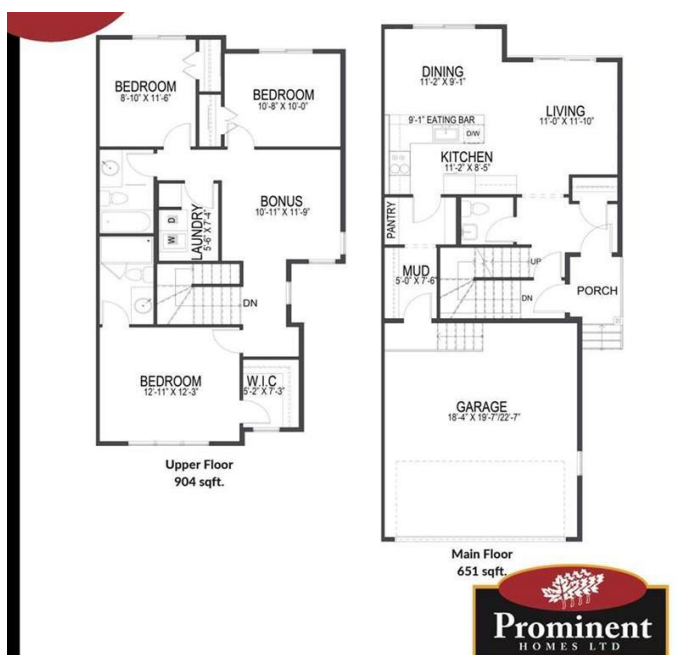 BEDROOM
8'-10" X 11'-6"
BEDROOM
10'-8" X 10'-0"
BONUS
10'-11" X 11'-9"
LAUNDRY
5'-6" X 7'-4"
D
W
DN
BEDROOM
12'-11" X 12'-3"
W.I.C
5'-2" X 7'-3"
Upper Floor
904 sqft.
DINING
11'-2" X 9'-1"
LIVING
11'-0" X 11'-10"
9'-1" EATING BAR
D/W
KITCHEN
11'-2" X 8'-5"
PANTRY
MUD
5'-0" X 7'-6"
UP
DN
PORCH
GARAGE
18'-4" X 19'-7"/22'-7"
Main Floor
651 sqft.
Prominent
HOMES LTD